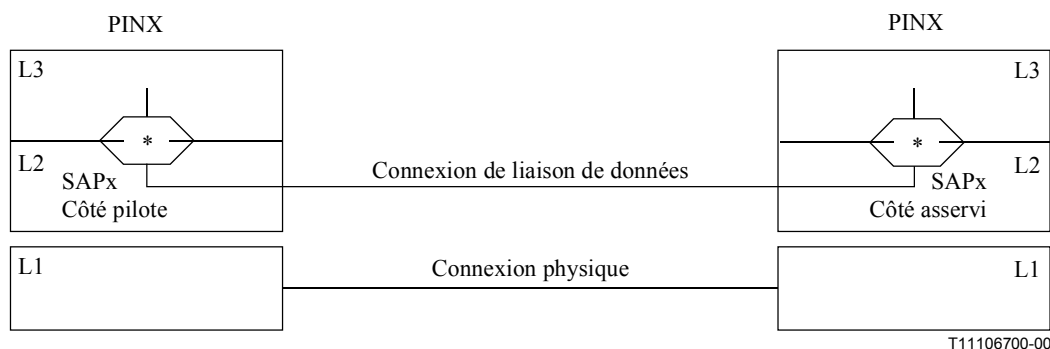 PINX
PINX
L3
L3
*
*
L2
L2
Connexion de liaison de données
SAPx
SAPx
Côté pilote
Côté asservi
L1
L1
Connexion physique
T11106700-00